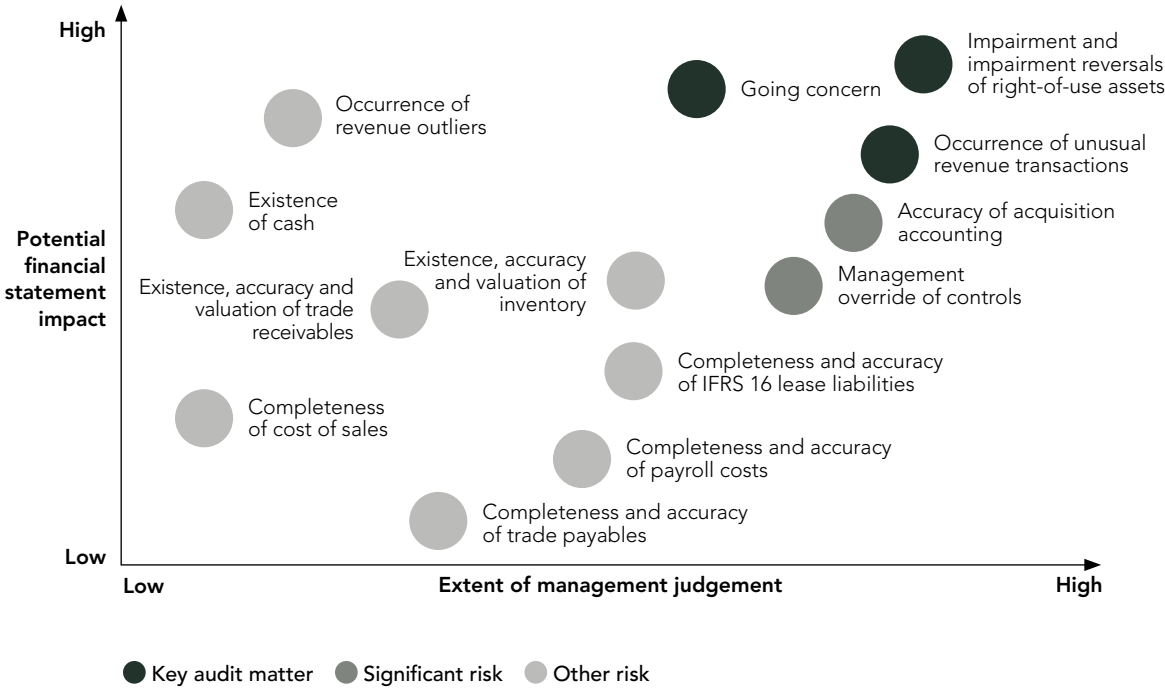 High
Impairment and
impairment reversals
of right-of-use assets
Going concern
Occurrence of
revenue outliers
Occurrence of unusual
revenue transactions
Existence
of cash
Accuracy of acquisition
accounting
Potential
financial
statement
impact
Existence, accuracy
and valuation of
inventory
Management
override of controls
Existence, accuracy and
valuation of trade
receivables
Completeness and accuracy
of IFRS 16 lease liabilities
Completeness
of cost of sales
Completeness and accuracy
of payroll costs
Completeness and accuracy
of trade payables
Low
Low
Extent of management judgement
High
Key audit matter
Significant risk
Other risk